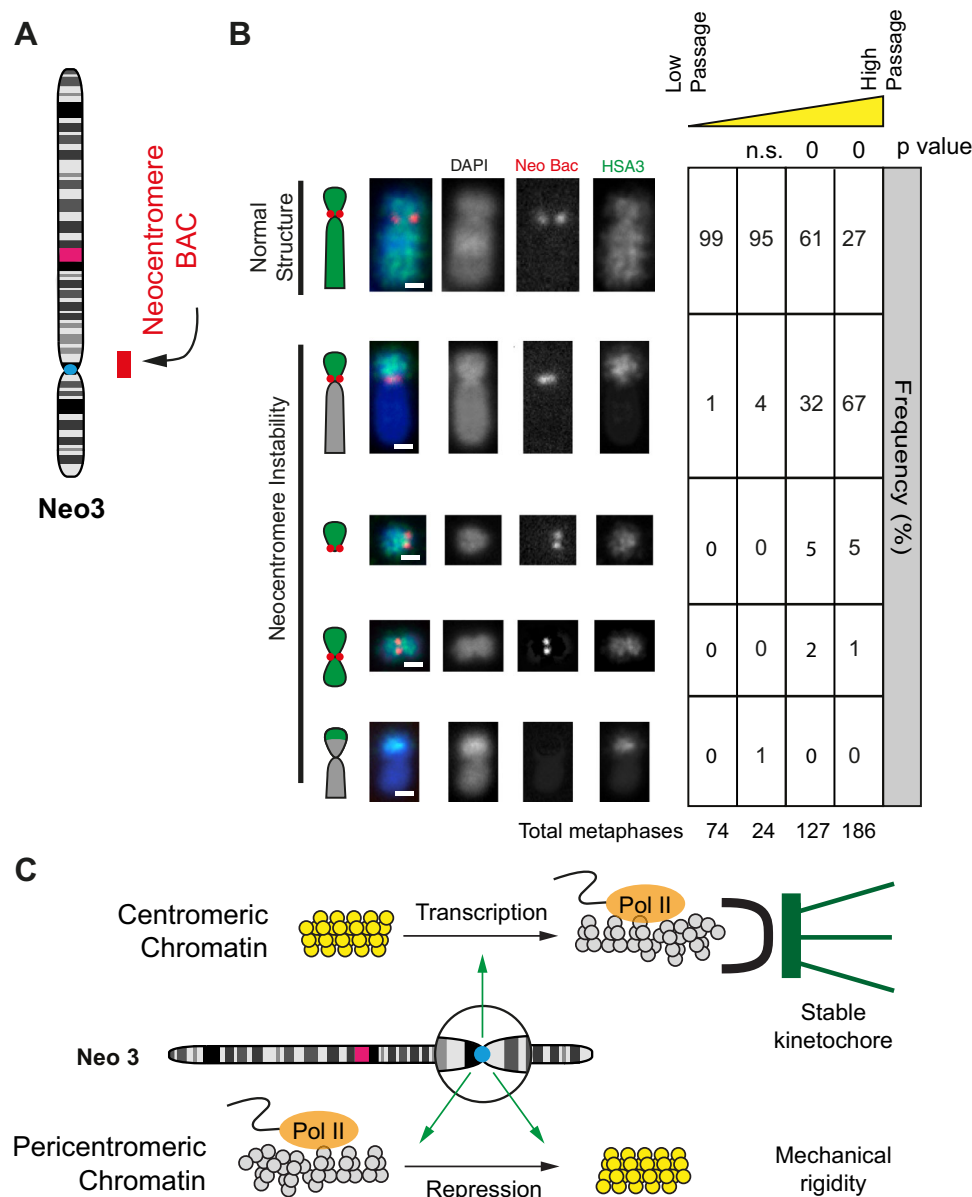 A
Neocentromere
BAC
Neo3
B
Low
Passage
High
Passage
n.s. 0 0 p value
DAPI Neo Bac HSA3
Normal
Structure
99 95 61 27
Neocentromere Instability
1 4 32 67
0 0 5 5
0 0 2 1
0 1 0 0
Frequency (%)
Total metaphases 74 24 127 186
C
Centromeric
Chromatin
Transcription
Pol II
Stable
kinetochore
Neo 3
Pericentromeric
Chromatin
Pol II
Repression
Mechanical
rigidity